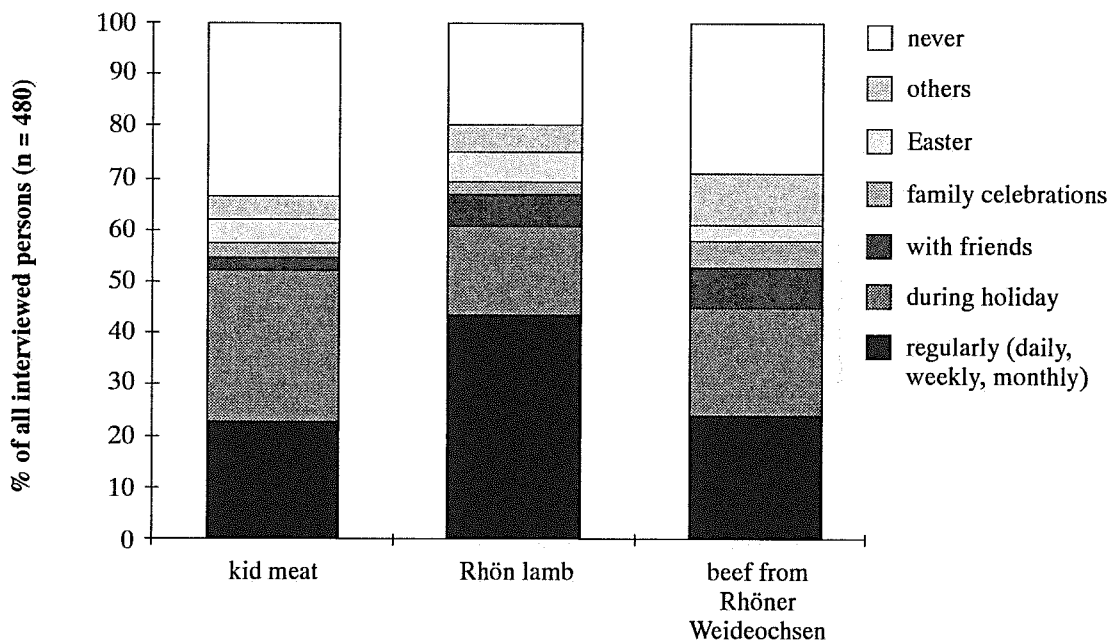 % of all interviewed persons (n = 480)
100
90
80
70
60
50
40
30
20
10
0
kid meat
Rhön lamb
beef from
Rhöner
Weideochsen
never
others
Easter
family celebrations
with friends
during holiday
regularly (daily,
weekly, monthly)